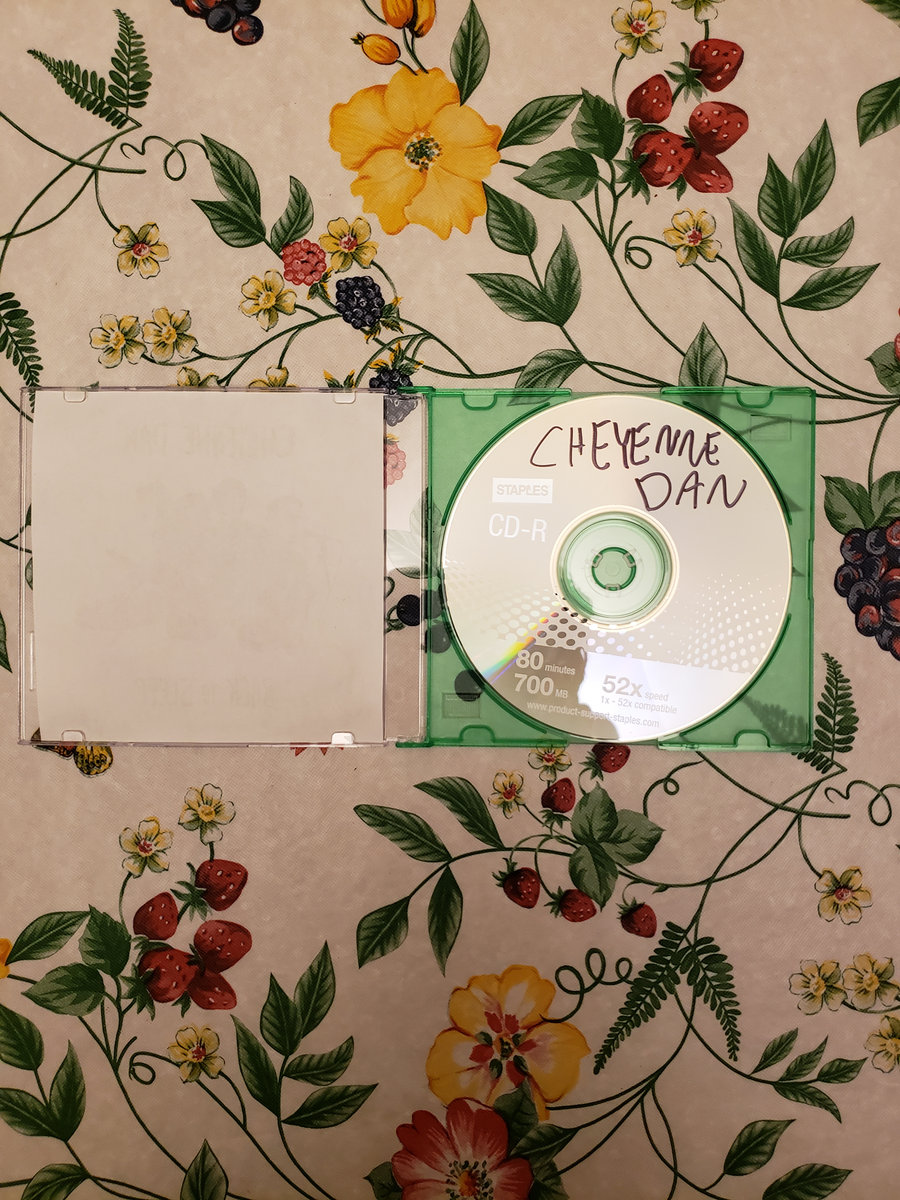 CHEYENNE
DAN
STAPLES
CD-R
80 minutes
700 MB
52x speed
1x - 52x compatible
www.product-support-staples.com